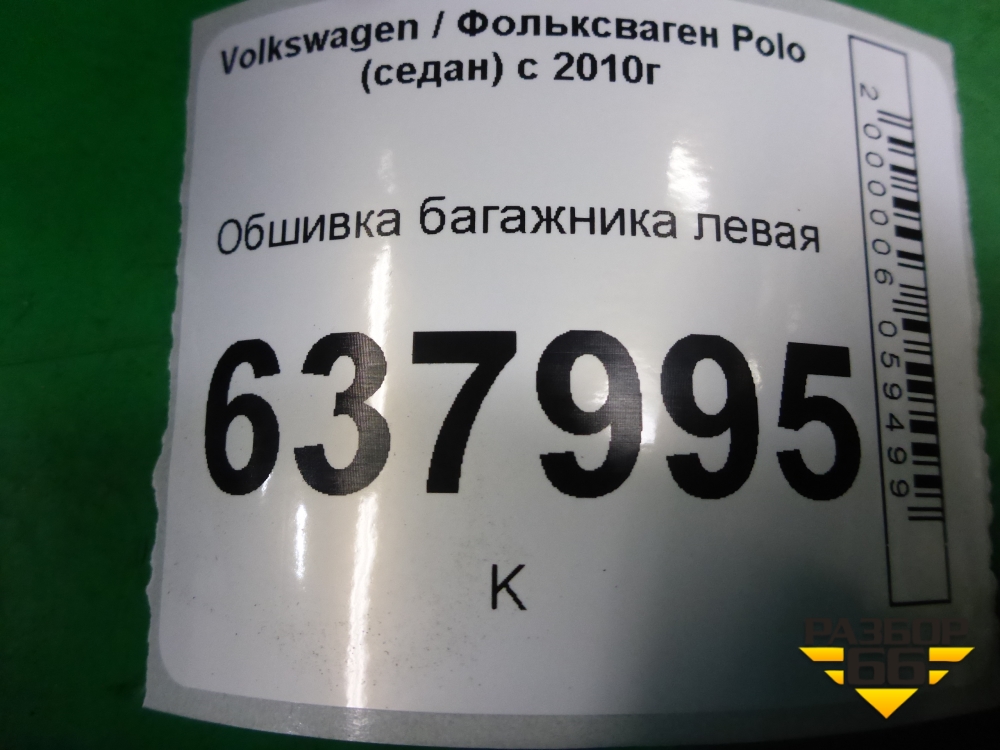 Volkswagen / Фольксваген Polo
(седан) с 2010г
Обшивка багажника левая
637995
К
2000006059499
РАЗБОР
66